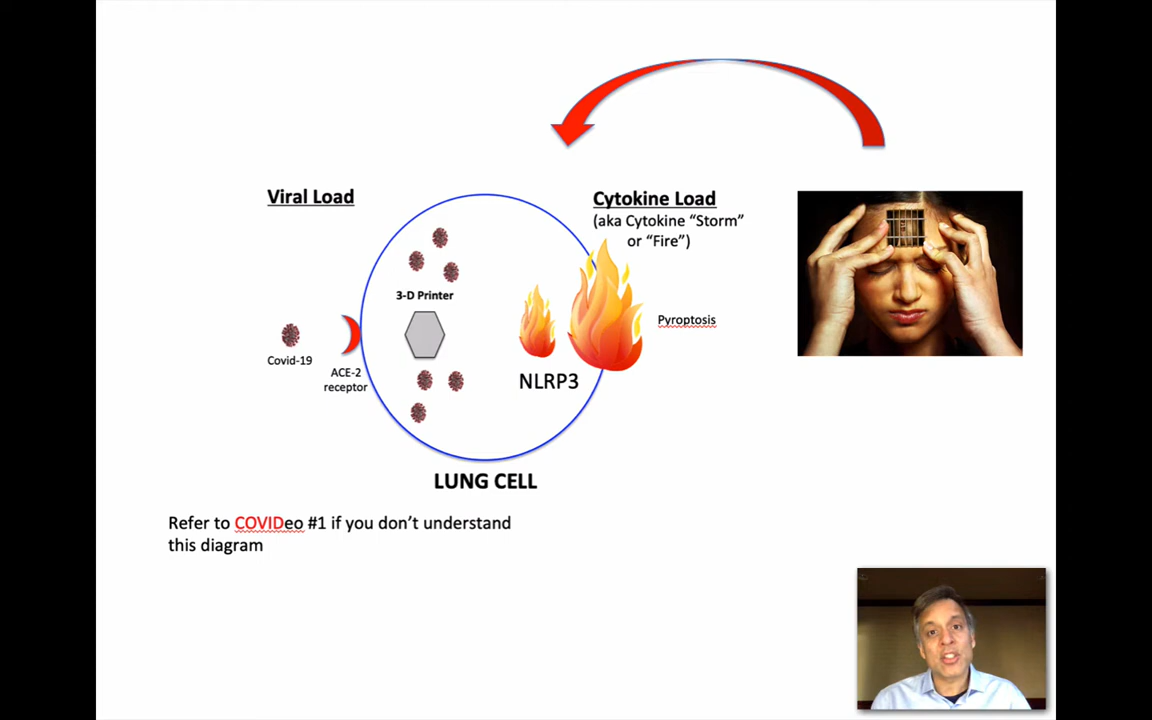 Viral Load
Cytokine Load
(aka Cytokine “Storm”
or “Fire”)
3-D Printer
Pyroptosis
Covid-19
ACE-2
receptor
NLRP3
LUNG CELL
Refer to COVIDeo #1 if you don’t understand
this diagram